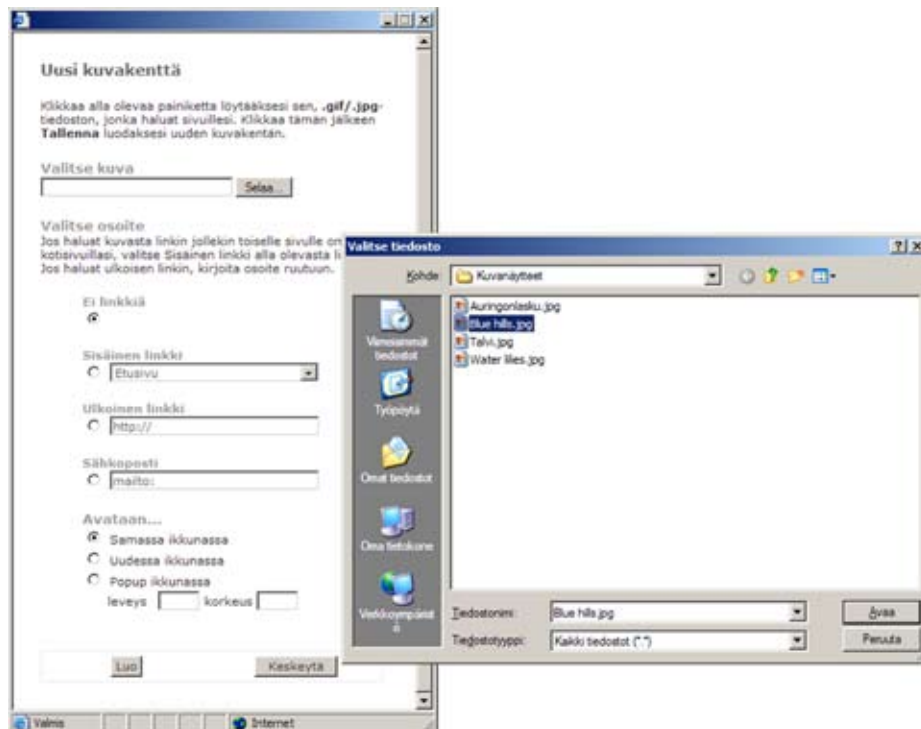 Uusi kuvakenttä
Klikkaa alla olevaa painiketta löytääksesi sen, .gif/.jpg-
tiedoston, jonka haluat sivuillesi. Klikkaa tämän jälkeen
Tallenna luodaksesi uuden kuvakentän.
Valitse kuva
Selaa...
Valitse osoite
Jos haluat kuvasta linkin jollekin toiselle sivulle om
kotisivuillasi, valitse Sisäinen linkki alla olevasta li
Jos haluat ulkoisen linkin, kirjoita osoite ruutuun.
Ei linkkiä
Sisäinen linkki
Etusivu
Ulkoinen linkki
http://
Sähköposti
mailto:
Avataan...
Samassa ikkunassa
Uudessa ikkunassa
Popup ikkunassa
leveys korkeus
Luo Keskeytä
Valmis Internet
Valitse tiedosto
Kohde: Kuvanäytteet
Viimeisimmät
tiedostot
Työpöytä
Omat tiedostot
Oma tietokone
Verkkoympärist
ö
Auringonlasku.jpg
Blue hills.jpg
Talvi.jpg
Water lilies.jpg
Tiedostonimi: Blue hills.jpg Avaa
Tiedostotyyppi: Kaikki tiedostot (*.*) Peruuta